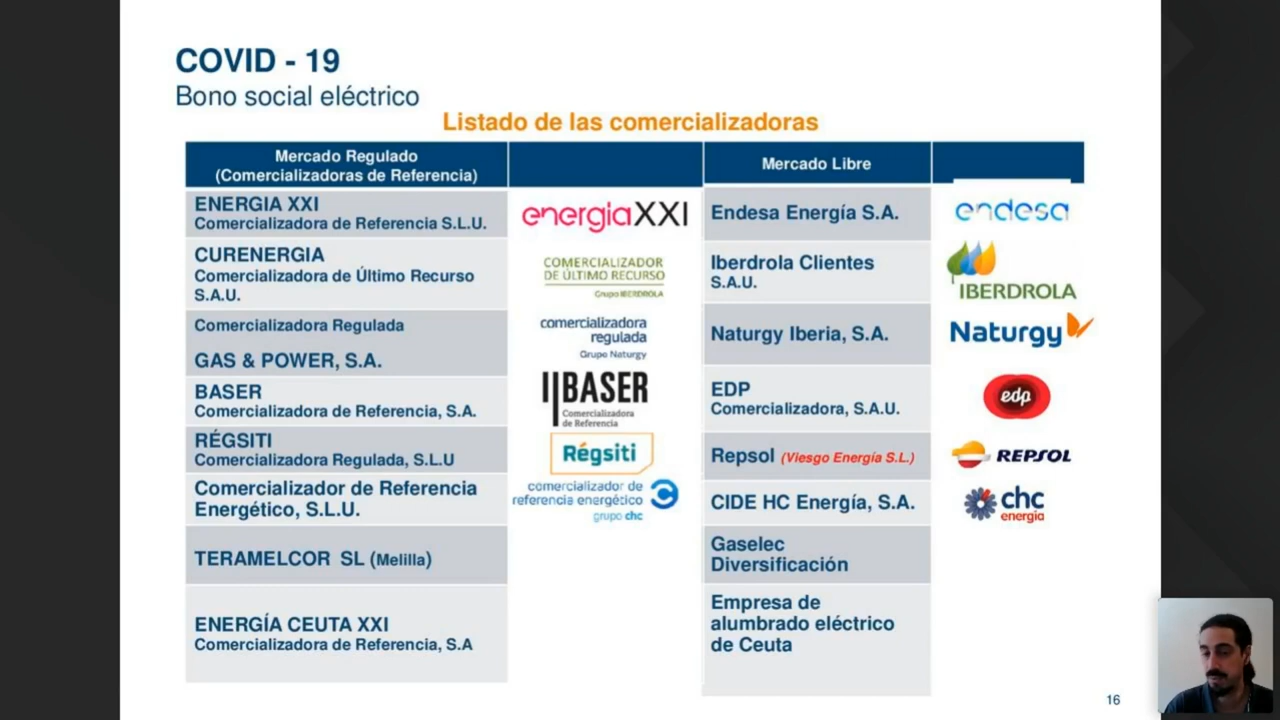 COVID - 19
Bono social eléctrico
Listado de las comercializadoras
Mercado Regulado
(Comercializadoras de Referencia)
Mercado Libre
ENERGIA XXI
Comercializadora de Referencia S.L.U.
energiaXXI
Endesa Energía S.A.
endesa
CURENERGIA
Comercializadora de Último Recurso
S.A.U.
COMERCIALIZADOR
DE ÚLTIMO RECURSO
Grupo IBERDROLA
Iberdrola Clientes
S.A.U.
IBERDROLA
Comercializadora Regulada
GAS & POWER, S.A.
comercializadora
regulada
Grupo Naturgy
Naturgy Iberia, S.A.
Naturgy
BASER
Comercializadora de Referencia, S.A.
BASER
Comercializadora
de Referencia
EDP
Comercializadora, S.A.U.
edp
RÉGSITI
Comercializadora Regulada, S.L.U
Régsiti
Repsol (Viesgo Energía S.L.)
REPSOL
Comercializador de Referencia
Energético, S.L.U.
comercializador de
referencia energético
grupo chc
CIDE HC Energía, S.A.
chc
energia
TERAMELCOR SL (Melilla)
Gaselec
Diversificación
ENERGÍA CEUTA XXI
Comercializadora de Referencia, S.A
Empresa de
alumbrado eléctrico
de Ceuta
16